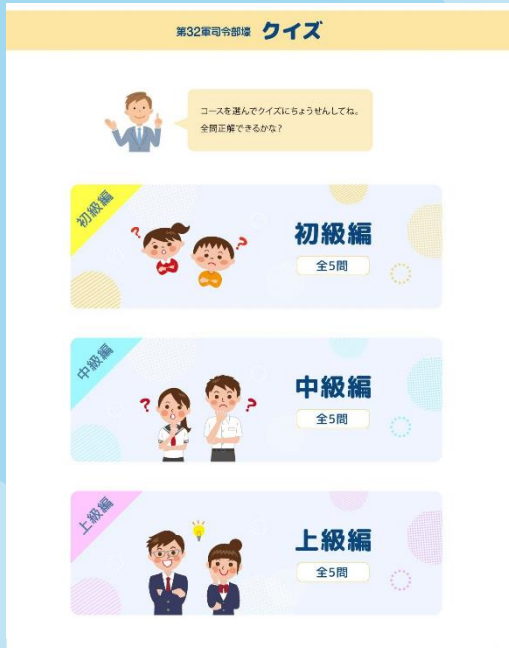 第32軍司令部壕 クイズ
コースを選んでクイズにちょうせんしてね。
全問正解できるかな?
初級編
初級編
全5問
中級編
中級編
全5問
上級編
上級編
全5問